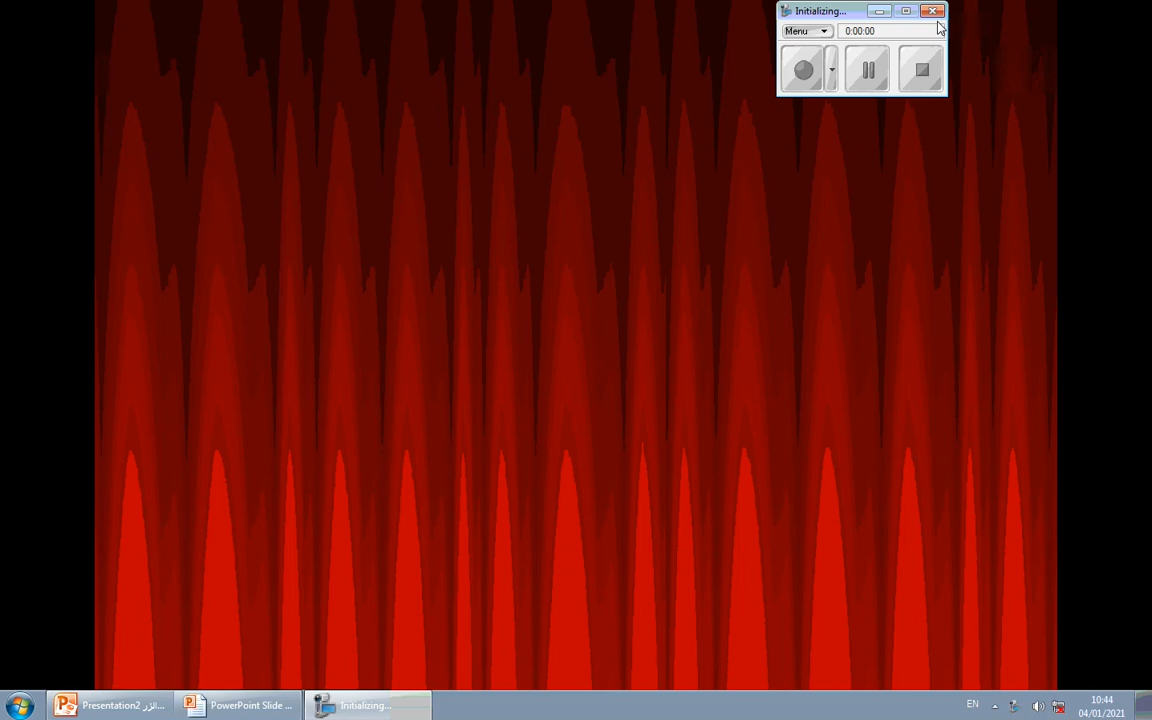 Initializing...
Menu
0:00:00
Presentation2 الزر...
PowerPoint Slide ...
Initializing...
EN
10:44
04/01/2021